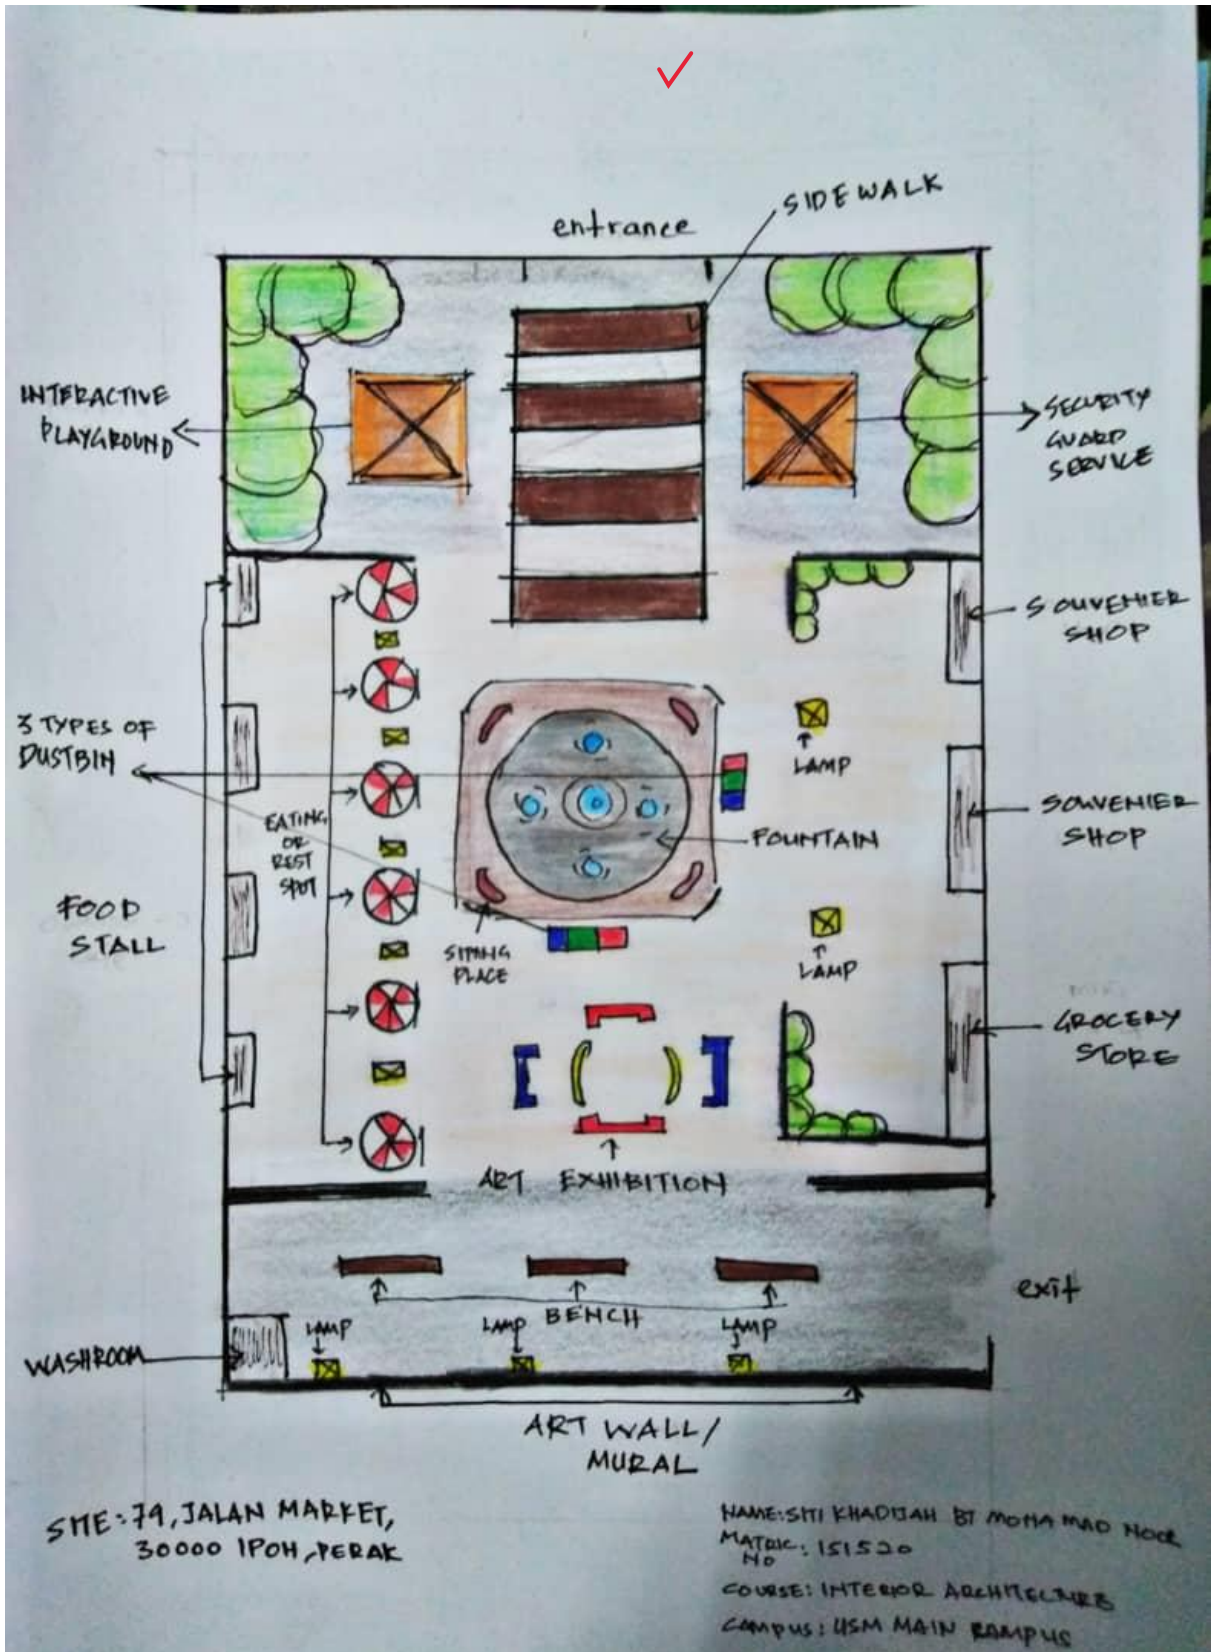 entrance
SIDEWALK
INTERACTIVE
PLAYGROUND
SECURITY
GUARD
SERVICE
SOUVENIER
SHOP
3 TYPES OF
DUSTBIN
LAMP
EATING
OR
REST
SPOT
FOUNTAIN
SOUVENIER
SHOP
FOOD
STALL
SITTING
PLACE
LAMP
GROCERY
STORE
ART EXHIBITION
exit
BENCH
LAMP
LAMP
LAMP
WASHROOM
ART WALL/
MURAL
SITE: 79, JALAN MARKET,
30000 IPOH, PERAK
NAME: SITI KHADIJAH BT MOHAMAD NOOR
MATRIC NO: 151520
COURSE: INTERIOR ARCHITECTURE
CAMPUS: USM MAIN KAMPUS